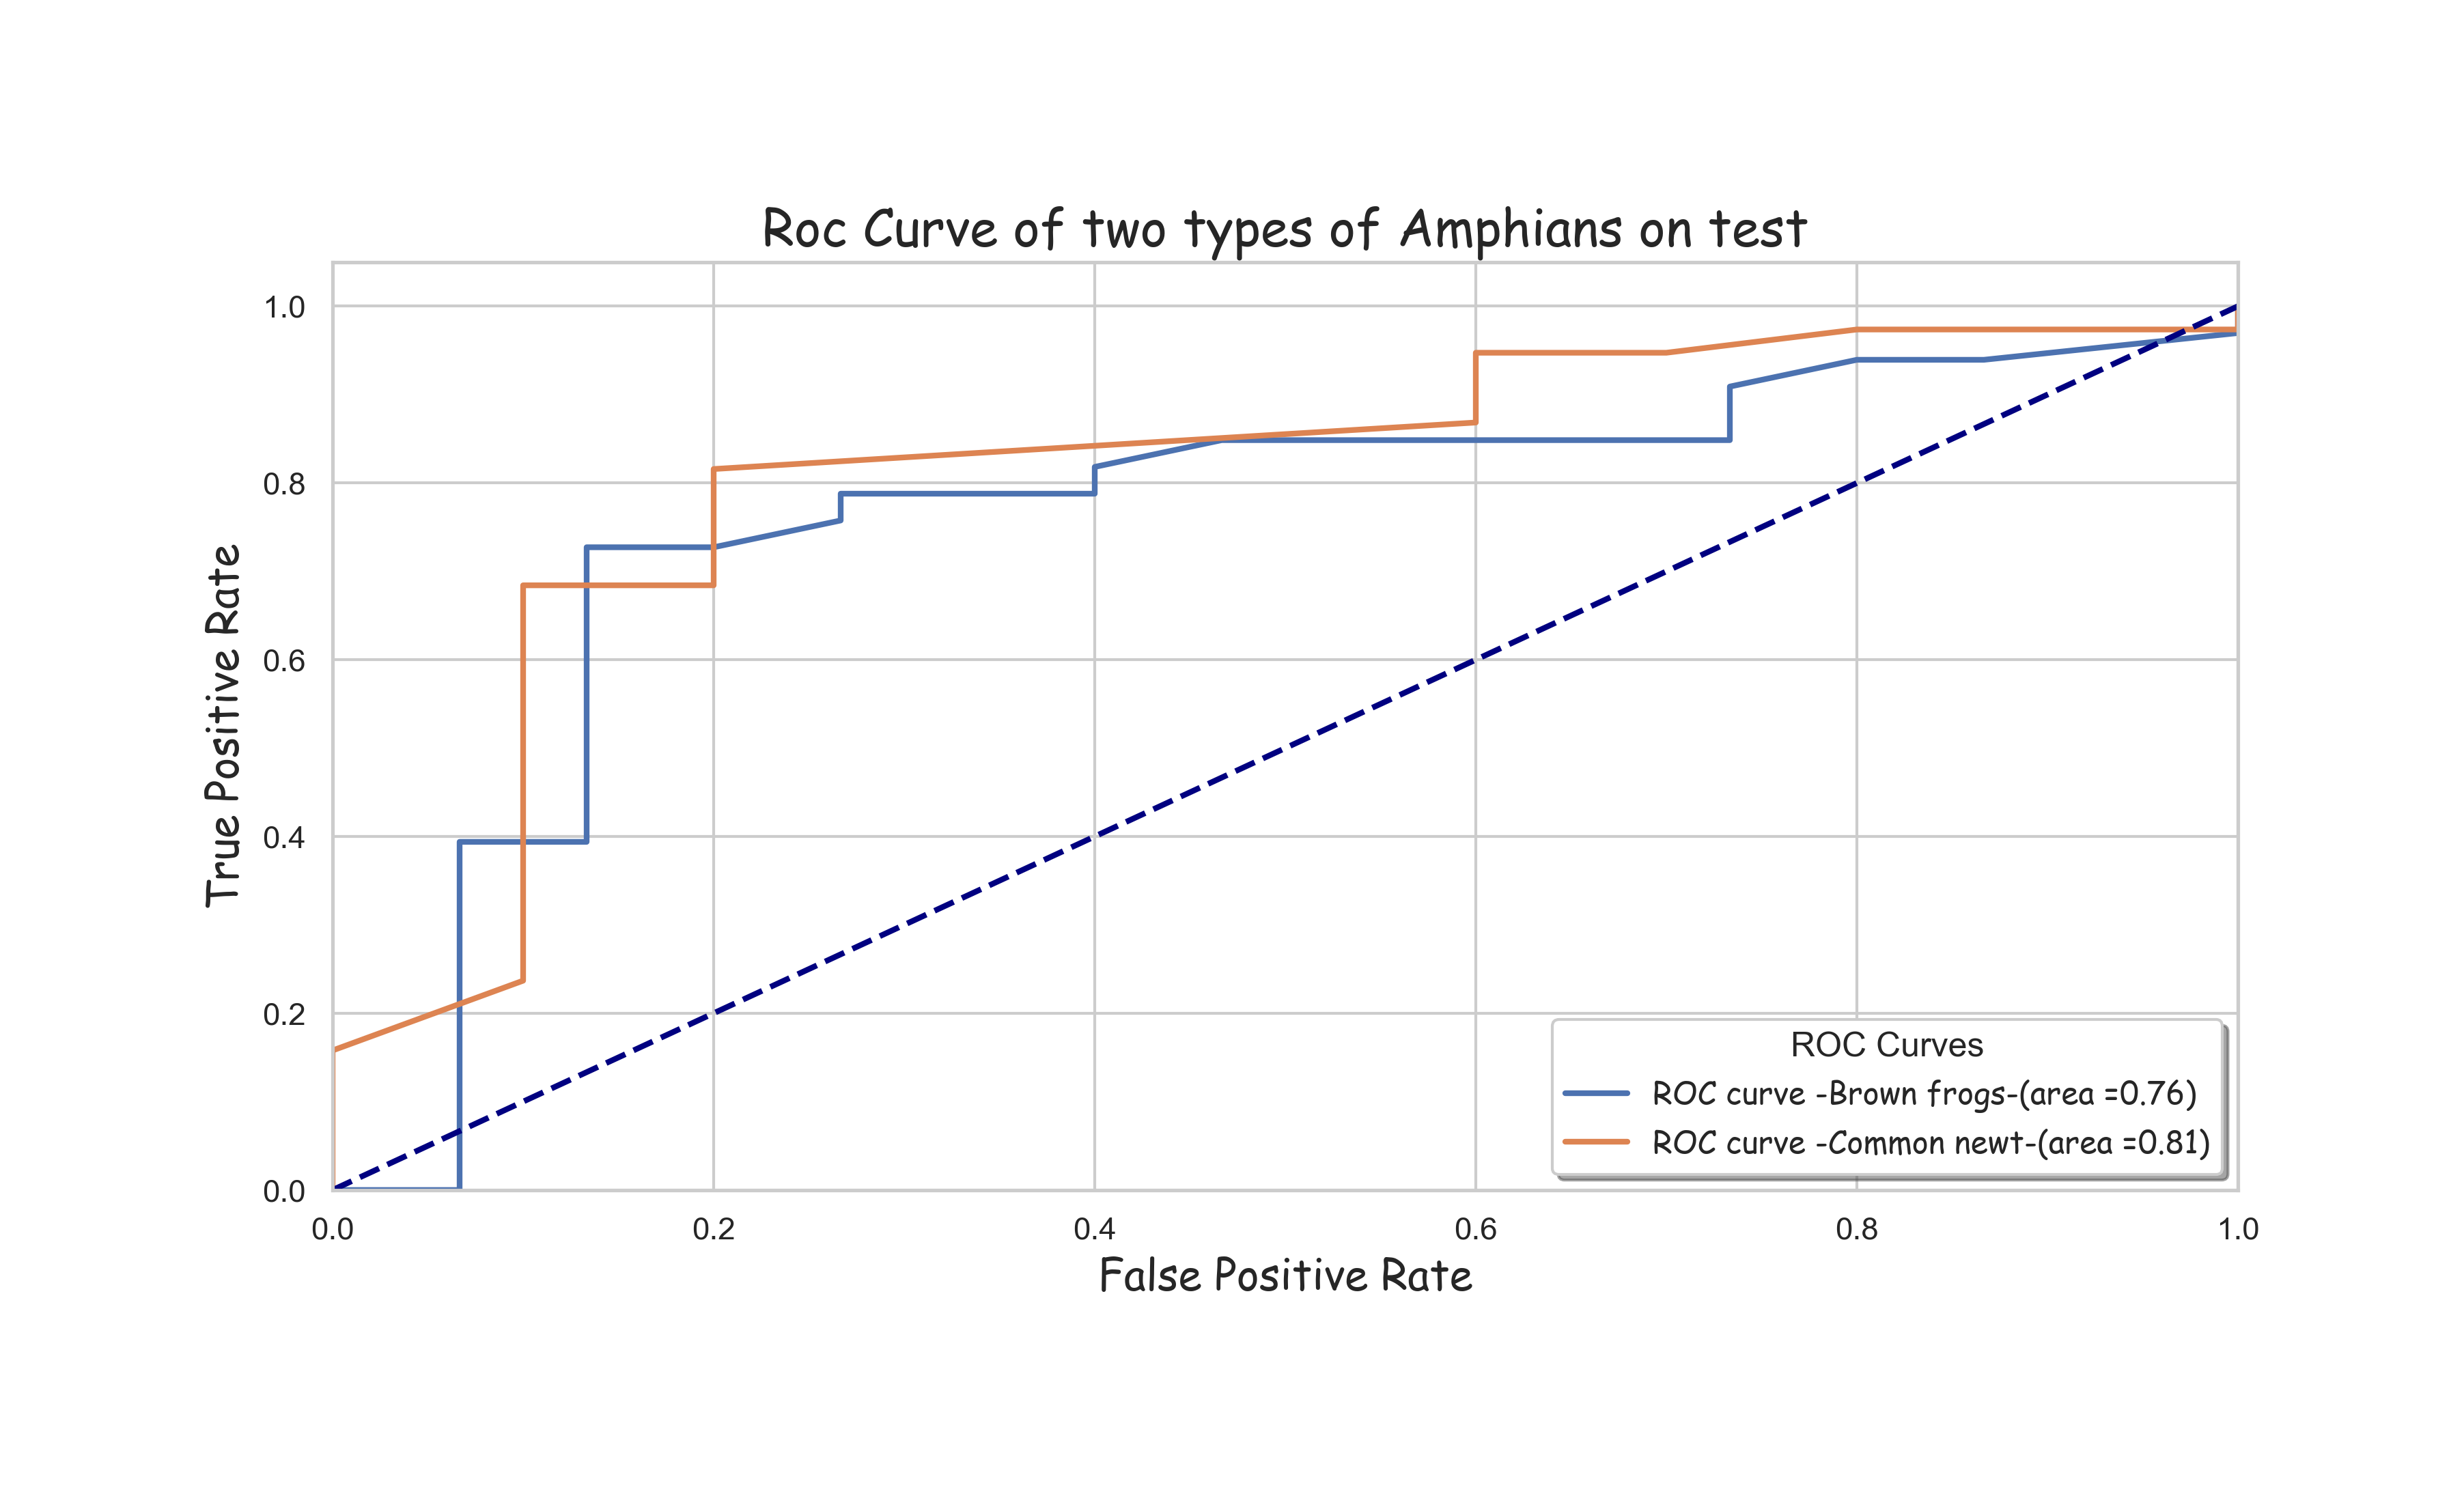 Roc Curve of two types of Amphians on test
1.0
0.8
0.6
0.4
0.2
0.0
True Positive Rate
0.0 0.2 0.4 0.6 0.8 1.0
False Positive Rate
ROC Curves
ROC curve -Brown frogs-(area =0.76)
ROC curve -Common newt-(area =0.81)